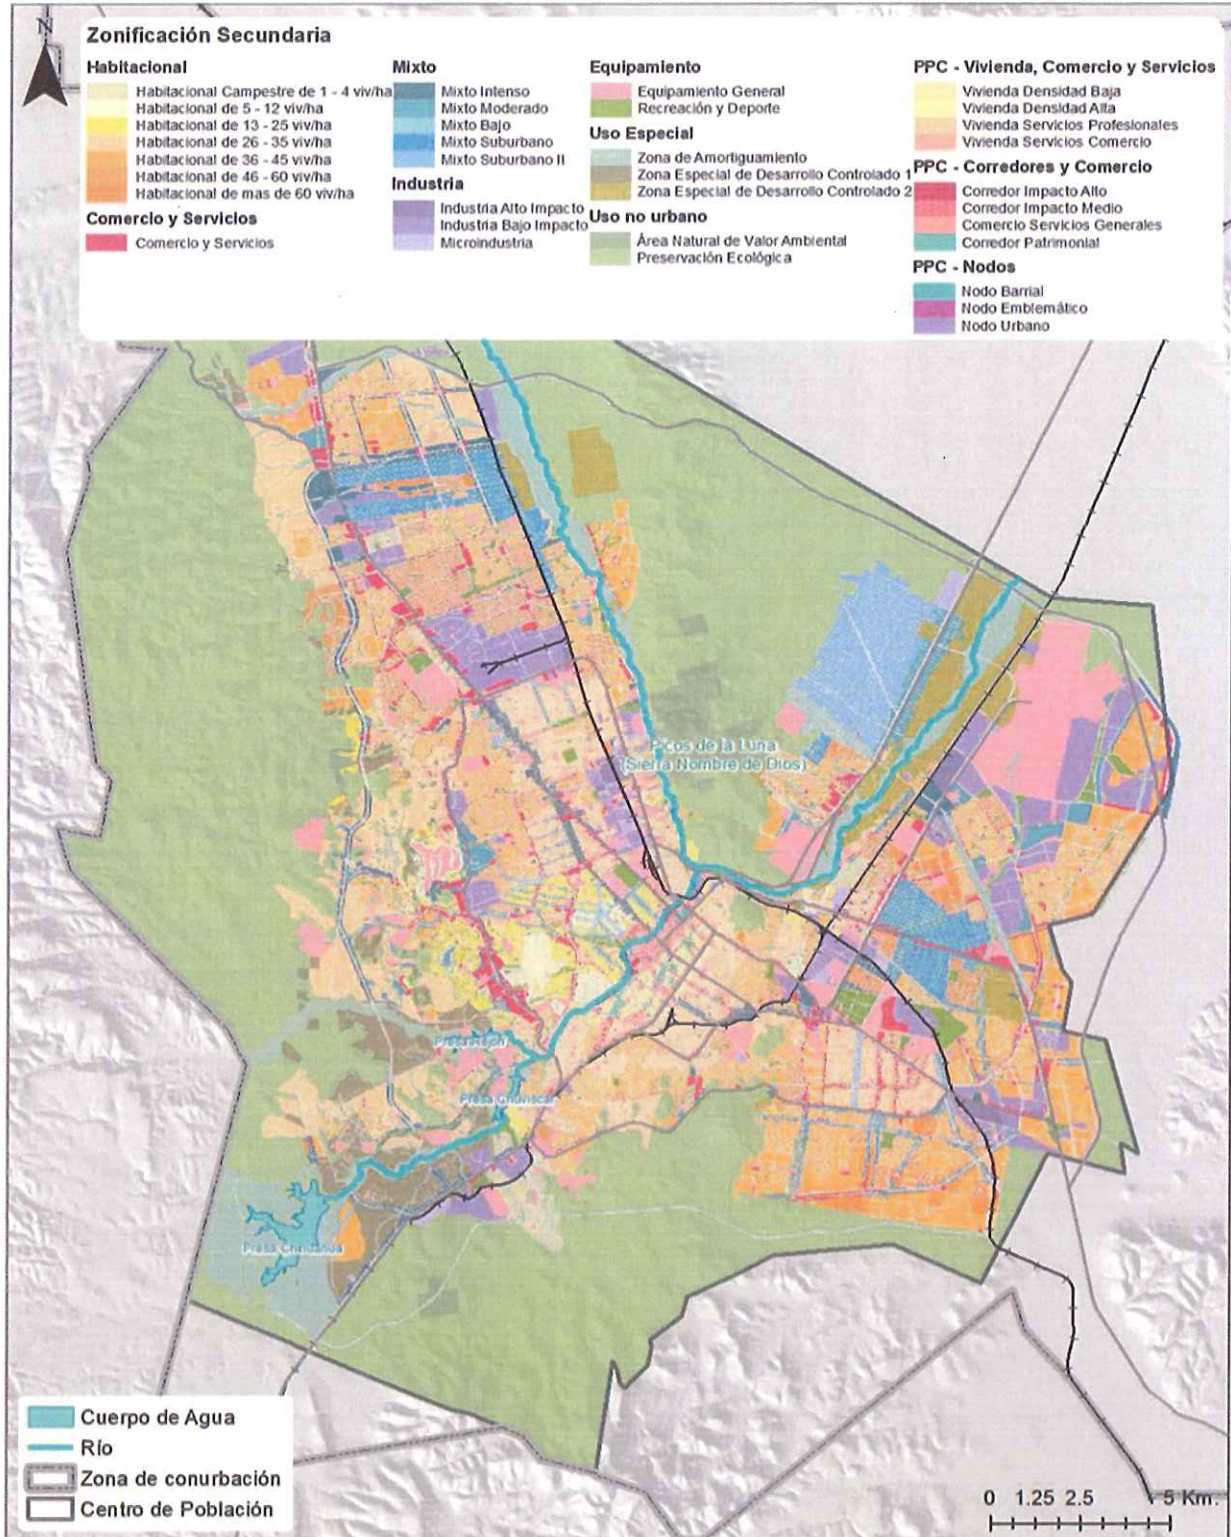 N
Zonificación Secundaria
Habitacional
Habitacional Campestre de 1 - 4 viv/ha
Habitacional de 5 - 12 viv/ha
Habitacional de 13 - 25 viv/ha
Habitacional de 26 - 35 viv/ha
Habitacional de 36 - 45 viv/ha
Habitacional de 46 - 60 viv/ha
Habitacional de mas de 60 viv/ha
Comercio y Servicios
Comercio y Servicios
Mixto
Mixto Intenso
Mixto Moderado
Mixto Bajo
Mixto Suburbano
Mixto Suburbano II
Industria
Industria Alto Impacto
Industria Bajo Impacto
Microindustria
Equipamiento
Equipamiento General
Recreación y Deporte
Uso Especial
Zona de Amortiguamiento
Zona Especial de Desarrollo Controlado 1
Zona Especial de Desarrollo Controlado 2
Uso no urbano
Área Natural de Valor Ambiental
Preservación Ecológica
PPC - Vivienda, Comercio y Servicios
Vivienda Densidad Baja
Vivienda Densidad Alta
Vivienda Servicios Profesionales
Vivienda Servicios Comercio
PPC - Corredores y Comercio
Corredor Impacto Alto
Corredor Impacto Medio
Comercio Servicios Generales
Corredor Patrimonial
PPC - Nodos
Nodo Barrial
Nodo Emblemático
Nodo Urbano
Picos de la Luna
(Sierra Nombre de Dios)
Presa Rejon
Presa Chuviscar
Presa Chihuahua
Cuerpo de Agua
Río
Zona de conurbación
Centro de Población
0 1.25 2.5 5 Km.